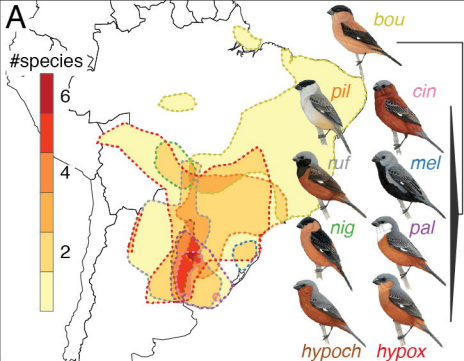 A
#species
6
4
2
bou
pil
cin
ruf
mel
nig
pal
hypoch
hypox